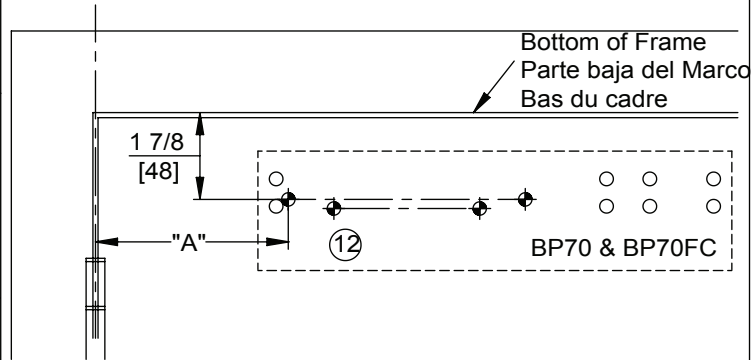 Bottom of Frame
Parte baja del Marco
Bas du cadre
1 7/8
[48]
"A"
12
BP70 & BP70FC